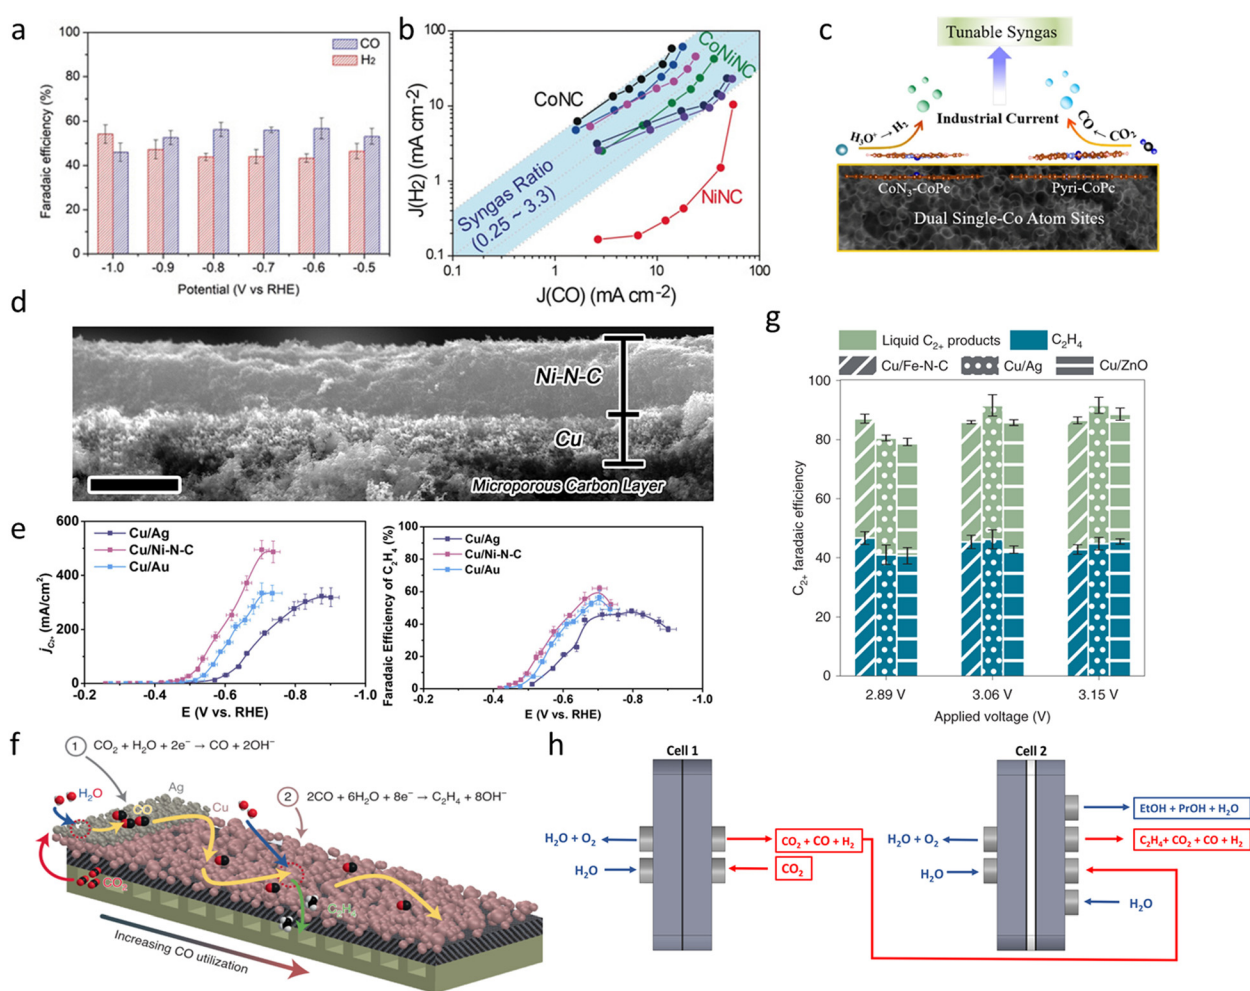 a
100
80
60
40
20
0
Faradaic efficiency (%)
CO
H₂
-1.0 -0.9 -0.8 -0.7 -0.6 -0.5
Potential (V vs RHE)
b
100
10
1
0.1
J(H2) (mA cm-2)
CoNC
CoNiNC
NiNC
Syngas Ratio
(0.25 ~ 3.3)
0.1 1 10 100
J(CO) (mA cm-2)
c
Tunable Syngas
Industrial Current
H₃O⁺ → H₂
CO ← CO₂
CoN₃-CoPc Pyri-CoPc
Dual Single-Co Atom Sites
d
Ni-N-C
Cu
Microporous Carbon Layer
e
600
400
200
0
j C₂₊ (mA/cm²)
Cu/Ag
Cu/Ni-N-C
Cu/Au
-0.2 -0.4 -0.6 -0.8 -1.0
E (V vs. RHE)
100
80
60
40
20
0
Faradaic Efficiency of C₂H₄ (%)
Cu/Ag
Cu/Ni-N-C
Cu/Au
-0.2 -0.4 -0.6 -0.8 -1.0
E (V vs. RHE)
g
Liquid C₂₊ products C₂H₄
Cu/Fe-N-C Cu/Ag Cu/ZnO
100
80
60
40
20
0
C₂₊ faradaic efficiency
2.89 V 3.06 V 3.15 V
Applied voltage (V)
f
1 CO₂ + H₂O + 2e⁻ → CO + 2OH⁻
2 2CO + 6H₂O + 8e⁻ → C₂H₄ + 8OH⁻
H₂O
Ag
CO
Cu
CO₂
C₂H₄
Increasing CO utilization
h
Cell 1
H₂O + O₂
H₂O
CO₂ + CO + H₂
CO₂
Cell 2
H₂O + O₂
H₂O
EtOH + PrOH + H₂O
C₂H₄+ CO₂ + CO + H₂
H₂O